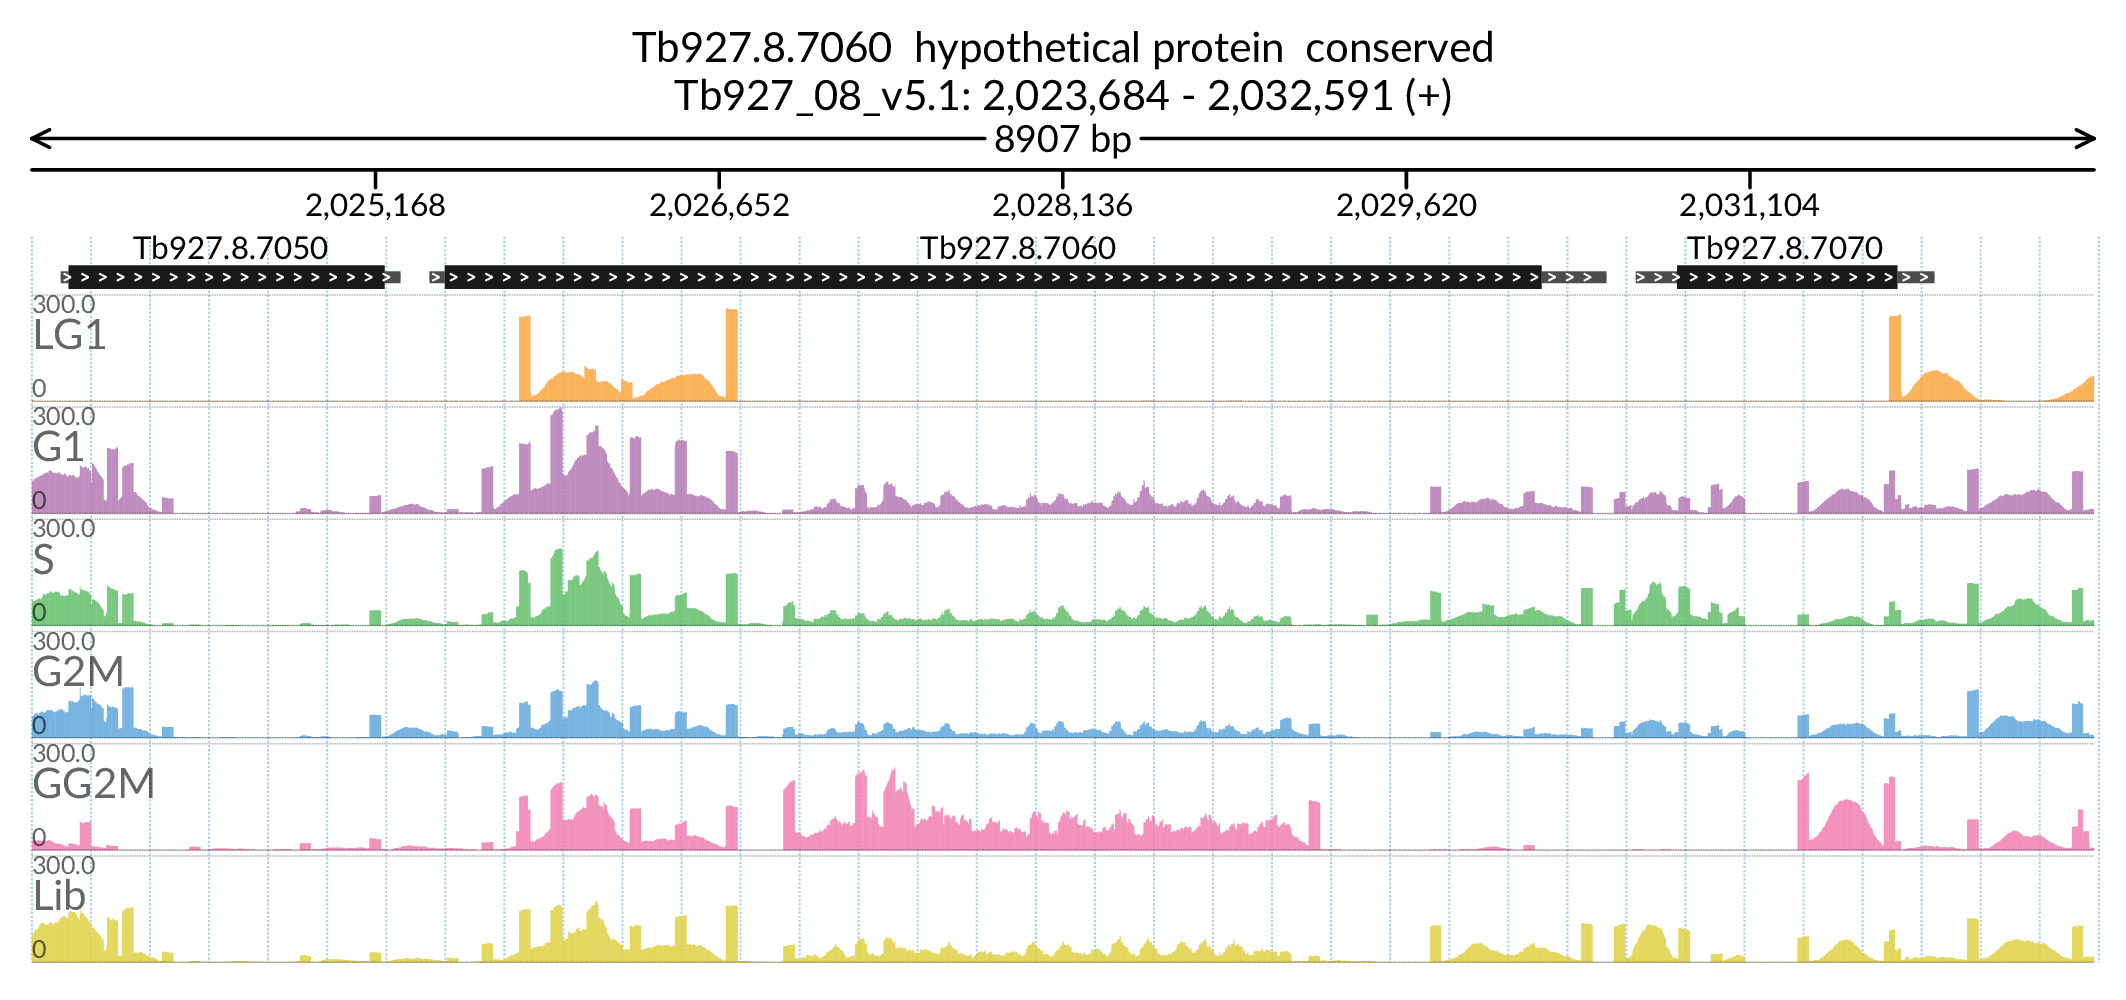 Tb927.8.7060 hypothetical protein conserved
Tb927_08_v5.1: 2,023,684 - 2,032,591 (+)
8907 bp
2,025,168 2,026,652 2,028,136 2,029,620 2,031,104
Tb927.8.7050 Tb927.8.7060 Tb927.8.7070
300.0
LG1
0
300.0
G1
0
300.0
S
0
300.0
G2M
0
300.0
GG2M
0
300.0
Lib
0